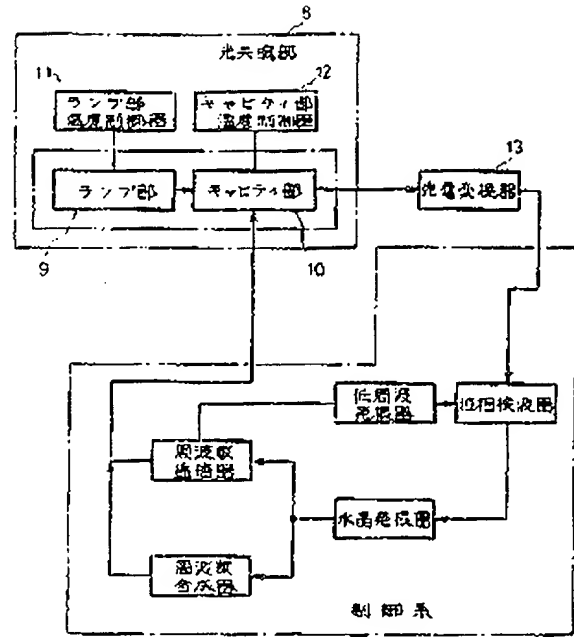 8
光共鳴部
11
12
ランプ部
温度制御器
キャビティ部
温度制御器
13
ランプ部
キャビティ部
光電変換器
9
10
低周波
発振器
位相検波器
周波数
逓倍器
水晶発振器
周波数
合成器
制御系